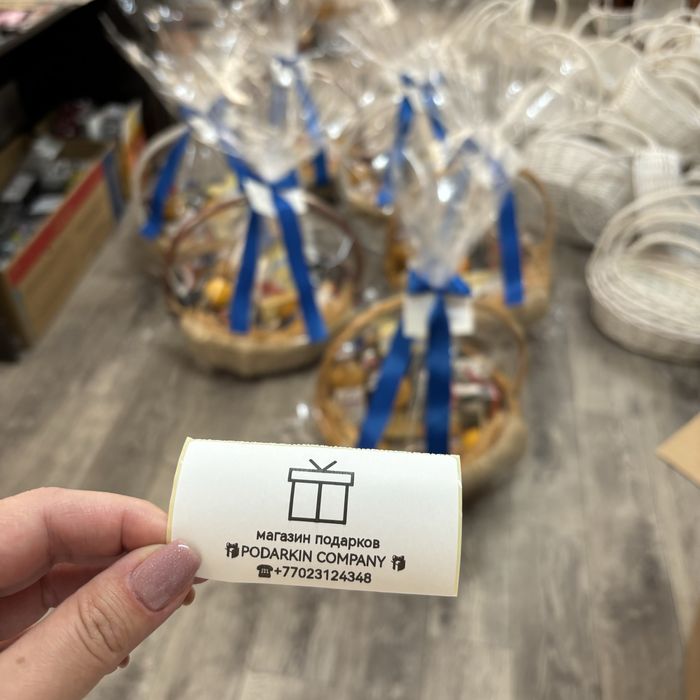 магазин подарков
PODARKIN COMPANY
+77023124348